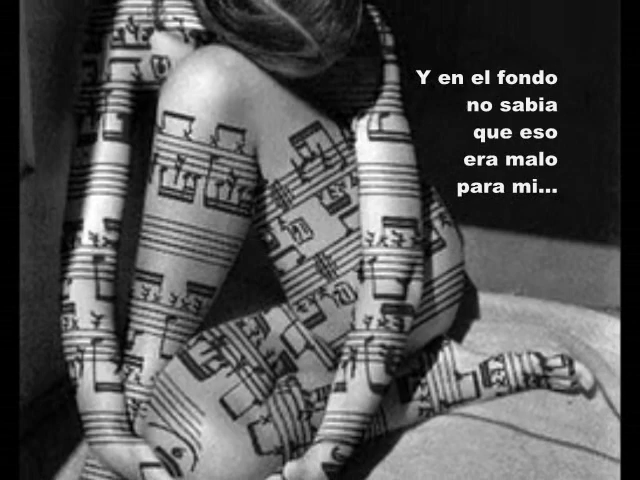 Y en el fondo
no sabia
que eso
era malo
para mi...